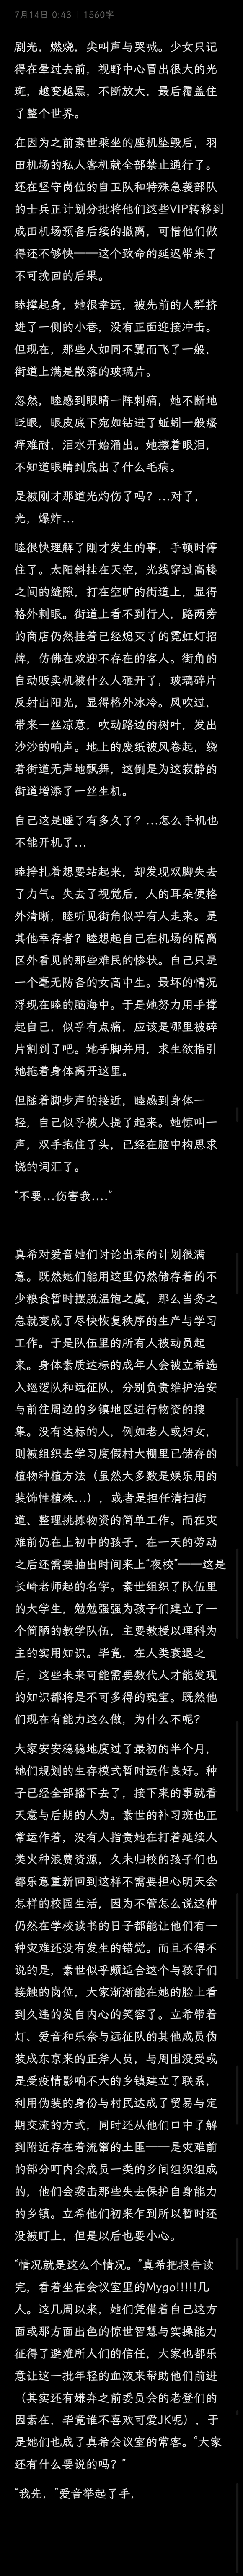 7月14日 0:43 | 1560字
剧光，燃烧，尖叫声与哭喊。少女只记
得在晕过去前，视野中心冒出很大的光
斑，越变越黑，不断放大，最后覆盖住
了整个世界。
在因为之前素世乘坐的座机坠毁后，羽
田机场的私人客机就全部禁止通行了。
还在坚守岗位的自卫队和特殊急袭部队
的士兵正计划分批将他们这些VIP转移到
成田机场预备后续的撤离，可惜他们做
得还不够快——这个致命的延迟带来了
不可挽回的后果。
睦撑起身，她很幸运，被先前的人群挤
进了一侧的小巷，没有正面迎接冲击。
但现在，那些人如同不翼而飞了一般，
街道上满是散落的玻璃片。
忽然，睦感到眼睛一阵刺痛，她不断地
眨眼，眼皮底下宛如钻进了蚯蚓一般瘙
痒难耐，泪水开始涌出。她擦着眼泪，
不知道眼睛到底出了什么毛病。
是被刚才那道光灼伤了吗？...对了，
光，爆炸...
睦很快理解了刚才发生的事，手顿时停
住了。太阳斜挂在天空，光线穿过高楼
之间的缝隙，打在空旷的街道上，显得
格外刺眼。街道上看不到行人，路两旁
的商店仍然挂着已经熄灭了的霓虹灯招
牌，仿佛在欢迎不存在的客人。街角的
自动贩卖机被什么人砸开了，玻璃碎片
反射出阳光，显得格外冰冷。风吹过，
带来一丝凉意，吹动路边的树叶，发出
沙沙的响声。地上的废纸被风卷起，绕
着街道无声地飘舞，这倒是为这寂静的
街道增添了一丝生机。
自己这是睡了有多久了？...怎么手机也
不能开机了...
睦挣扎着想要站起来，却发现双脚失去
了力气。失去了视觉后，人的耳朵便格
外清晰，睦听见街角似乎有人走来。是
其他幸存者？睦想起自己在机场的隔离
区外看见的那些难民的惨状。自己只是
一个毫无防备的女高中生。最坏的情况
浮现在睦的脑海中。于是她努力用手撑
起自己，似乎有点痛，应该是哪里被碎
片割到了吧。她手脚并用，求生欲指引
她拖着身体离开这里。
但随着脚步声的接近，睦感到身体一
轻，自己似乎被人提了起来。她惊叫一
声，双手抱住了头，已经在脑中构思求
饶的词汇了。
“不要...伤害我....”
真希对爱音她们讨论出来的计划很满
意。既然她们能用这里仍然储存着的不
少粮食暂时摆脱温饱之虞，那么当务之
急就变成了尽快恢复秩序的生产与学习
工作。于是队伍里的所有人被动员起
来。身体素质达标的成年人会被立希选
入巡逻队和远征队，分别负责维护治安
与前往周边的乡镇地区进行物资的搜
集。没有达标的人，例如老人或妇女，
则被组织去学习度假村大棚里已储存的
植物种植方法（虽然大多数是娱乐用的
装饰性植株...），或者是担任清扫街
道、整理挑拣物资的简单工作。而在灾
难前仍在上初中的孩子，在一天的劳动
之后还需要抽出时间来上“夜校”——这是
长崎老师起的名字。素世组织了队伍里
的大学生，勉勉强强为孩子们建立了一
个简陋的教学队伍，主要教授以理科为
主的实用知识。毕竟，在人类衰退之
后，这些未来可能需要数代人才能发现
的知识都将是不可多得的瑰宝。既然他
们现在有能力这么做，为什么不呢？
大家安安稳稳地度过了最初的半个月，
她们规划的生存模式暂时运作良好。种
子已经全部播下去了，接下来的事就看
天意与后期的人为。素世的补习班也正
常运作着，没有人指责她在打着延续人
类火种浪费资源，久未归校的孩子们也
都乐意重新回到这样不需要担心明天会
怎样的校园生活，因为不管怎么说这种
仍然在学校读书的日子都能让他们有一
种灾难还没有发生的错觉。而且不得不
说的是，素世似乎颇适合这个与孩子们
接触的岗位，大家渐渐能在她的脸上看
到久违的发自内心的笑容了。立希带着
灯、爱音和乐奈与远征队的其他成员伪
装成东京来的正斧人员，与周围没受或
是受疫情影响不大的乡镇建立了联系，
利用伪装的身份与村民达成了贸易与定
期交流的方式，同时还从他们口中了解
到附近存在着流窜的土匪——是灾难前
的部分町内会成员一类的乡间组织组成
的，他们会袭击那些失去保护自身能力
的乡镇。立希他们初来乍到所以暂时还
没被盯上，但是以后也要小心。
“情况就是这么个情况。”真希把报告读
完，看着坐在会议室里的Mygo!!!!!几
人。这几周以来，她们凭借着自己这方
面或那方面出色的惊世智慧与实操能力
征得了避难所人们的信任，大家也都乐
意让这一批年轻的血液来帮助他们前进
（其实还有嫌弃之前委员会的老登们的
因素在，毕竟谁不喜欢可爱JK呢），于
是她们也成了真希会议室的常客。“大家
还有什么要说的吗？”
“我先，”爱音举起了手，